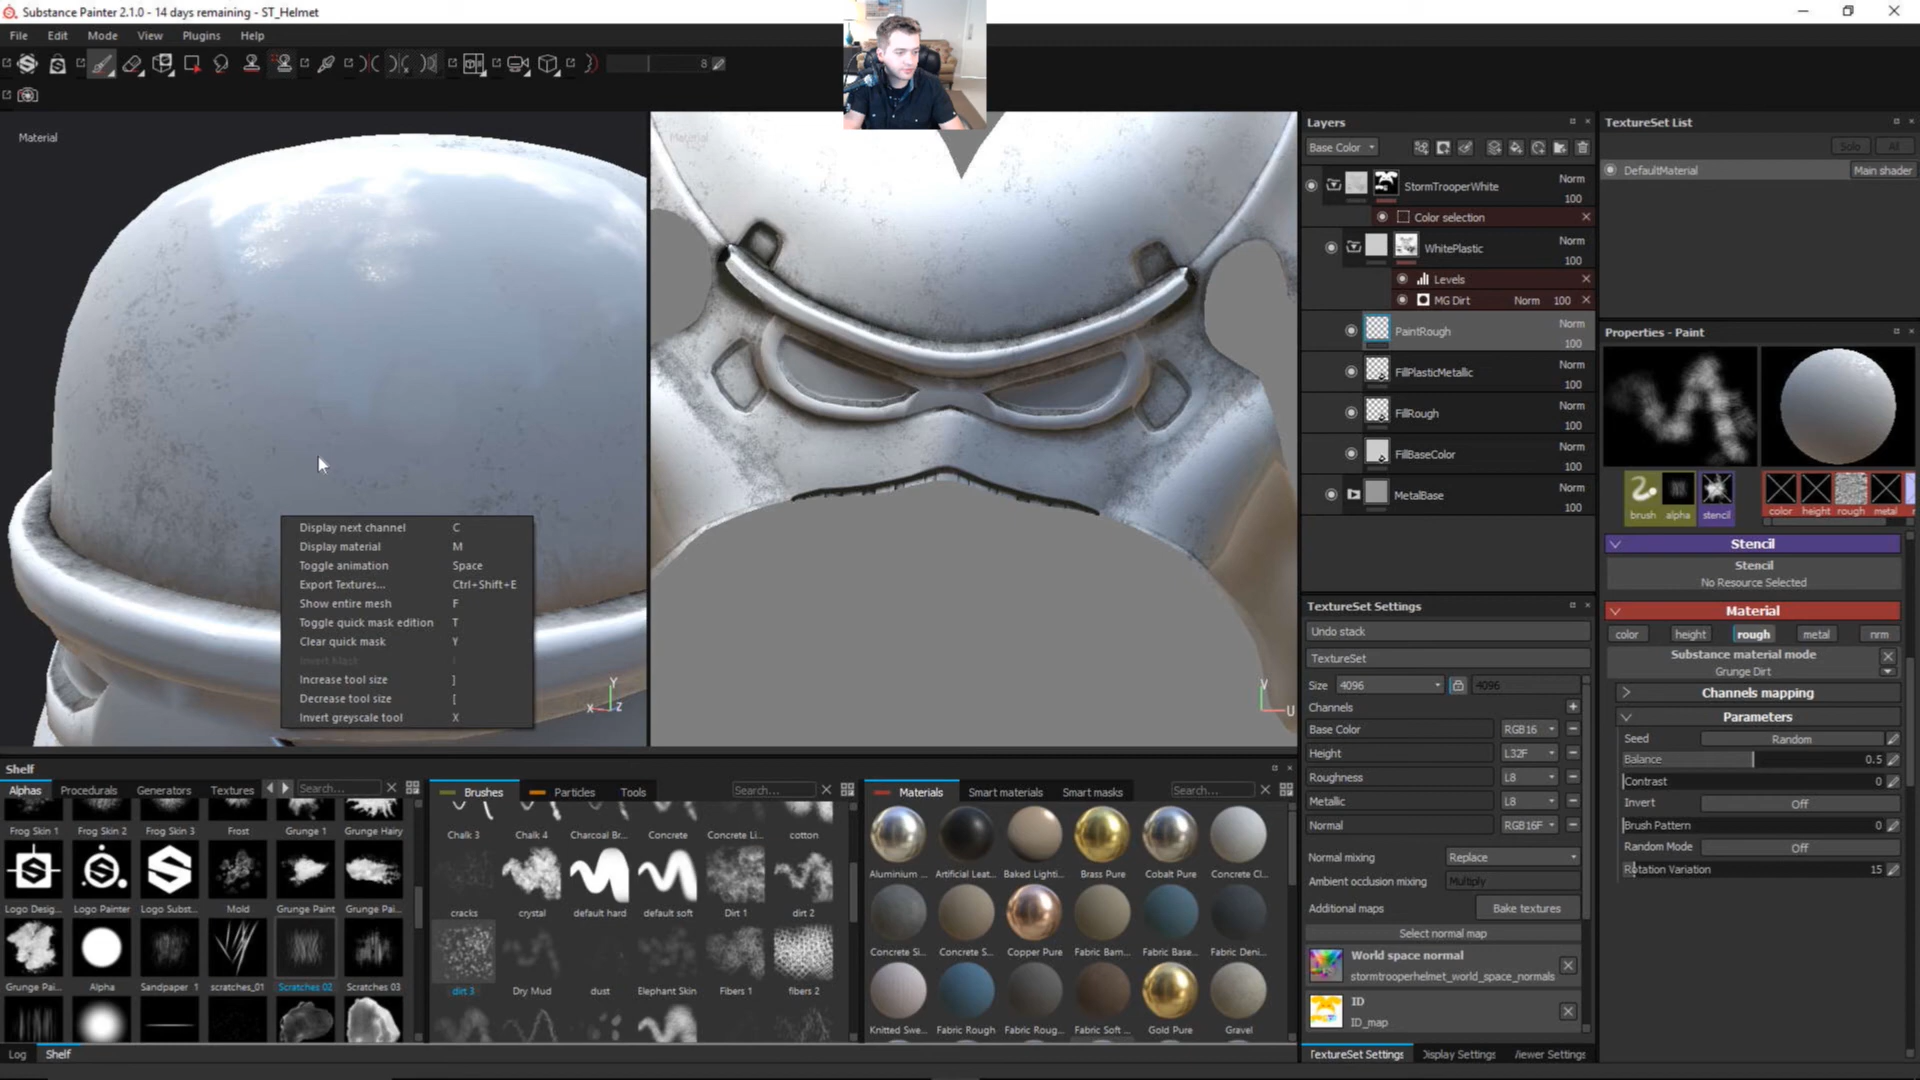 Substance Painter 2.1.0 - 14 days remaining - ST_Helmet
File Edit Mode View Plugins Help
8
Material
Material
Display next channel C
Display material M
Toggle animation Space
Export Textures... Ctrl+Shift+E
Show entire mesh F
Toggle quick mask edition T
Clear quick mask Y
Invert Mask I
Increase tool size ]
Decrease tool size [
Invert greyscale tool X
Y
X Z
V
U
Layers
Base Color
StormTrooperWhite Norm 100
Color selection
WhitePlastic Norm 100
Levels
MG Dirt Norm 100
PaintRough Norm 100
FillPlasticMetallic Norm 100
FillRough Norm 100
FillBaseColor Norm 100
MetalBase Norm 100
TextureSet Settings
Undo stack
TextureSet
Size 4096 4096
Channels
Base Color RGB16
Height L32F
Roughness L8
Metallic L8
Normal RGB16F
Normal mixing Replace
Ambient occlusion mixing Multiply
Additional maps Bake textures
Select normal map
World space normal
stormtrooperhelmet_world_space_normals
ID
ID_map
TextureSet Settings Display Settings Viewer Settings
TextureSet List
Solo All
DefaultMaterial Main shader
Properties - Paint
brush alpha stencil color height rough metal
Stencil
Stencil
No Resource Selected
Material
color height rough metal nrm
Substance material mode
Grunge Dirt
Channels mapping
Parameters
Seed Random
Balance 0.5
Contrast 0
Invert Off
Brush Pattern 0
Random Mode Off
Rotation Variation 15
Shelf
Alphas Procedurals Generators Textures Search...
Frog Skin 1 Frog Skin 2 Frog Skin 3 Frost Grunge 1 Grunge Hairy
Logo Desig... Logo Painter Logo Subst... Mold Grunge Paint Grunge Pai...
Grunge Pai... Alpha Sandpaper 1 scratches_01 Scratches 02 Scratches 03
Brushes Particles Tools Search...
Chalk 3 Chalk 4 Charcoal Br... Concrete Concrete Li... cotton
cracks crystal default hard default soft Dirt 1 dirt 2
dirt 3 Dry Mud dust Elephant Skin Fibers 1 fibers 2
Materials Smart materials Smart masks Search...
Aluminium ... Artificial Leat... Baked Lighti... Brass Pure Cobalt Pure Concrete Cl...
Concrete Si... Concrete S... Copper Pure Fabric Bam... Fabric Base... Fabric Deni...
Knitted Swe... Fabric Rough Fabric Roug... Fabric Soft ... Gold Pure Gravel
Log Shelf